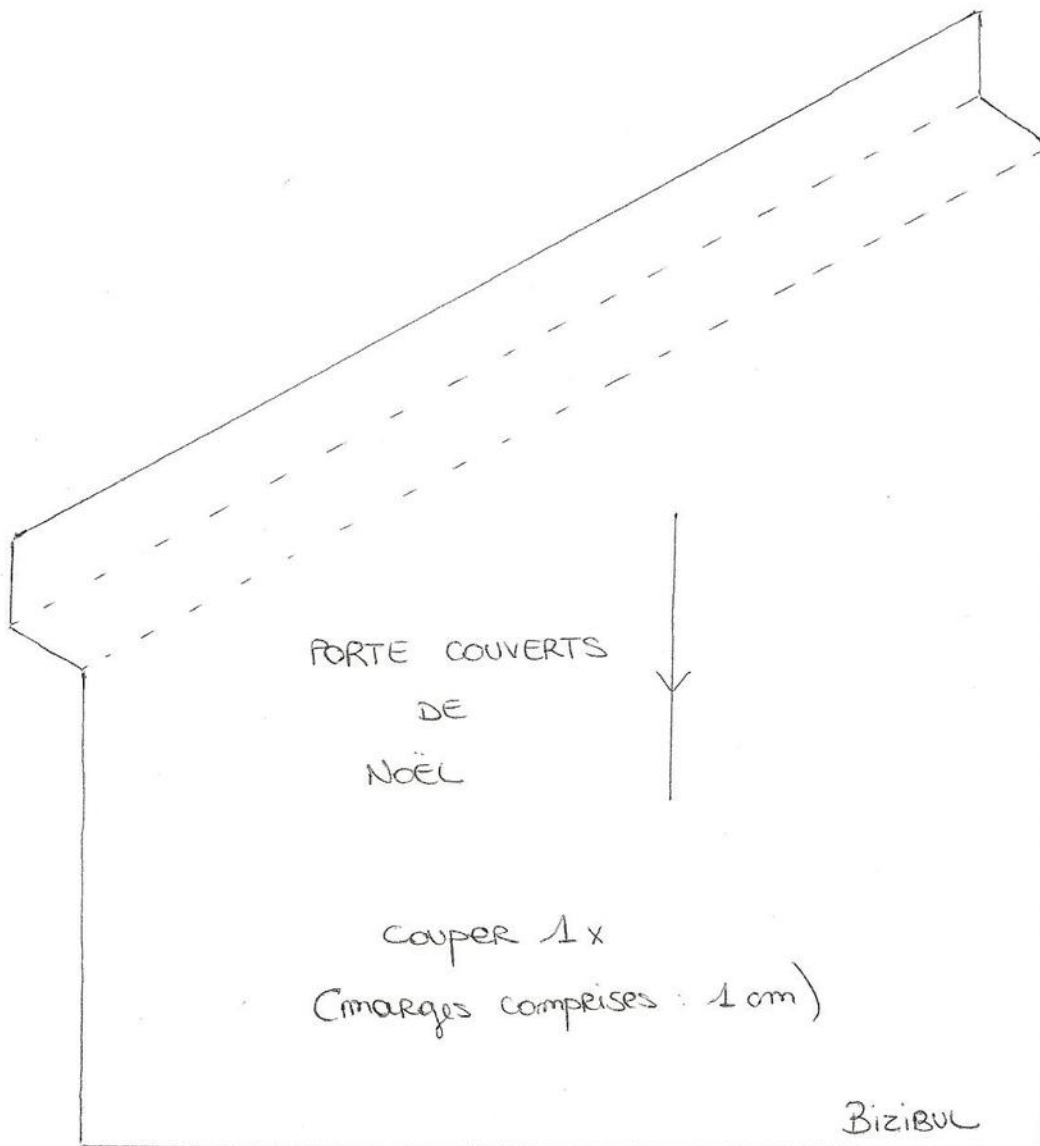 PORTE COUVERTS
DE
NOËL
COUPER 1 x
(marges comprises : 1 cm)
BiziBUL